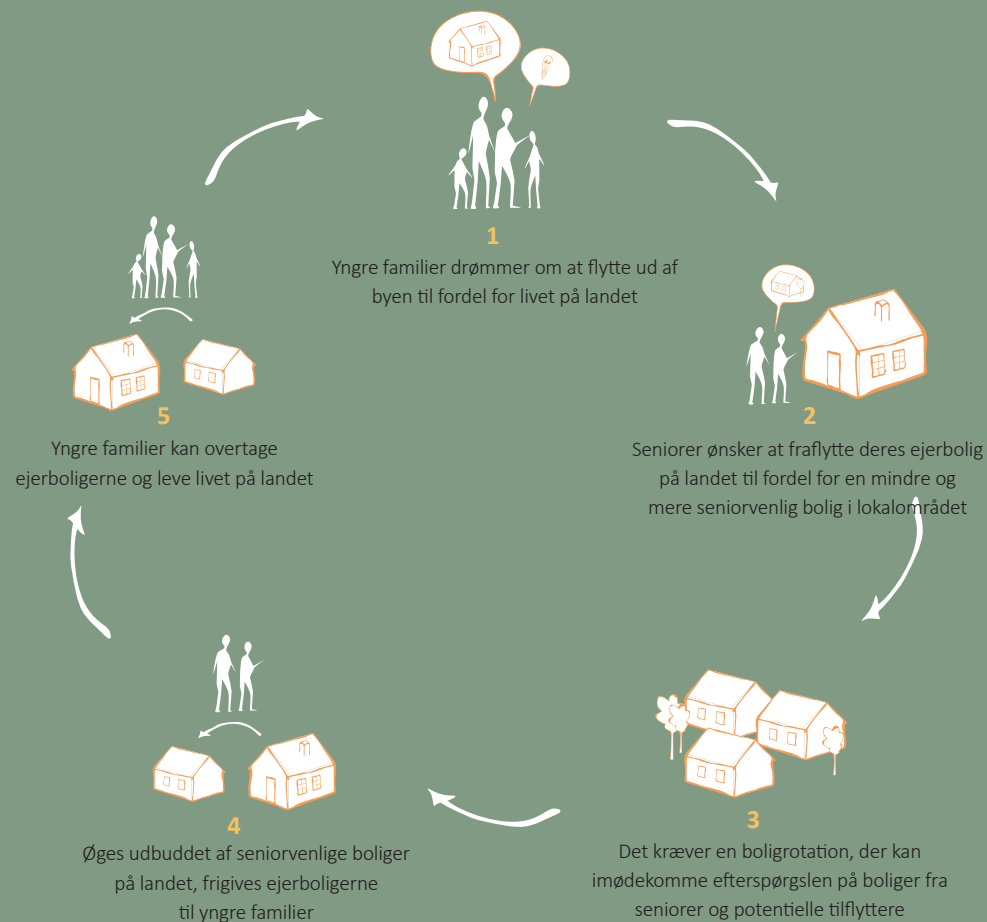 1
Yngre familier drømmer om at flytte ud af
byen til fordel for livet på landet
2
Seniorer ønsker at fraflytte deres ejerbolig
på landet til fordel for en mindre og
mere seniorvenlig bolig i lokalområdet
3
Det kræver en boligrotation, der kan
imødekomme efterspørgslen på boliger fra
seniorer og potentielle tilflyttere
4
Øges udbuddet af seniorvenlige boliger
på landet, frigives ejerboligerne
til yngre familier
5
Yngre familier kan overtage
ejerboligerne og leve livet på landet